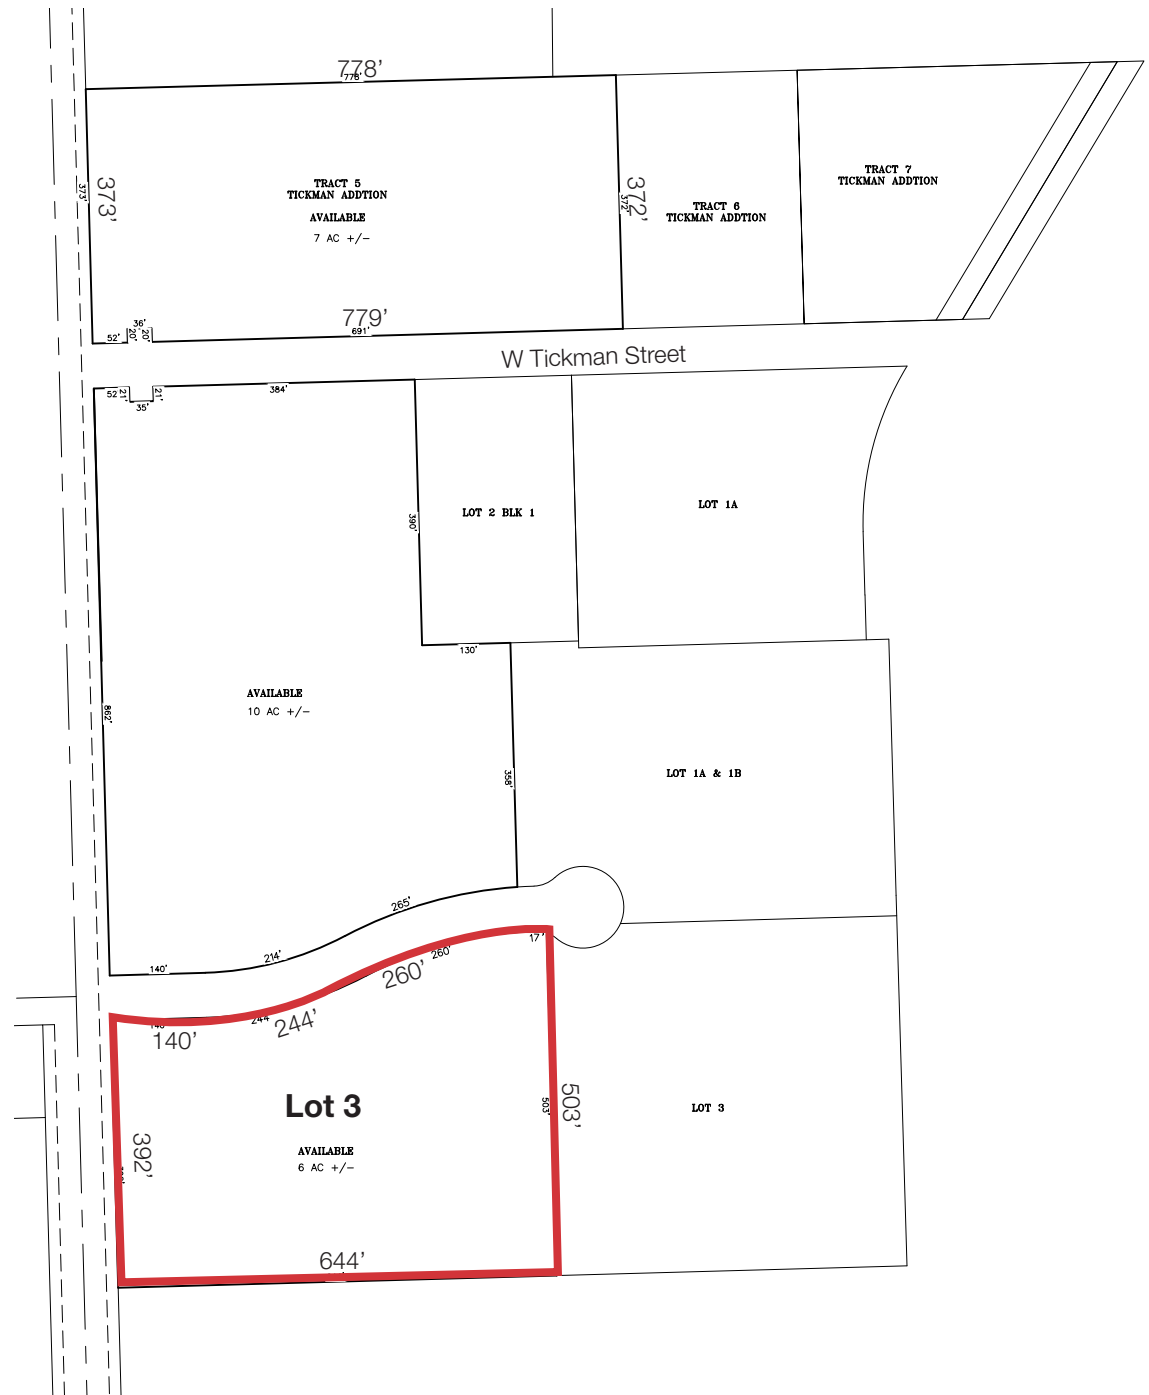 778’
778'
373'
373’
TRACT 5
TICKMAN ADDTION
AVAILABLE
7 AC +/-
372’
372'
TRACT 6
TICKMAN ADDTION
TRACT 7
TICKMAN ADDTION
779’
691'
36'
52'
20'
20'
W Tickman Street
52'
21'
35'
21'
384'
390'
LOT 2 BLK 1
LOT 1A
130'
AVAILABLE
10 AC +/-
862'
358'
LOT 1A & 1B
265'
214'
140'
17'
260'
260’
244'
244’
140’
Lot 3
AVAILABLE
6 AC +/-
392’
503'
503’
LOT 3
644’